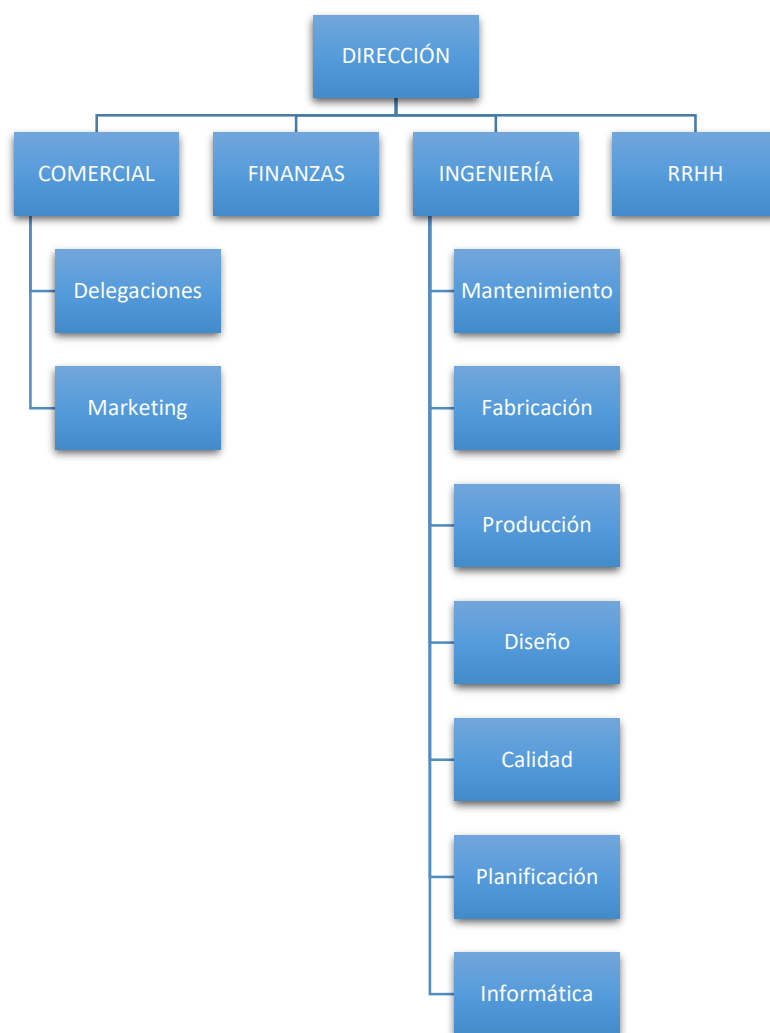 DIRECCIÓN
COMERCIAL
FINANZAS
INGENIERÍA
RRHH
Delegaciones
Marketing
Mantenimiento
Fabricación
Producción
Diseño
Calidad
Planificación
Informática